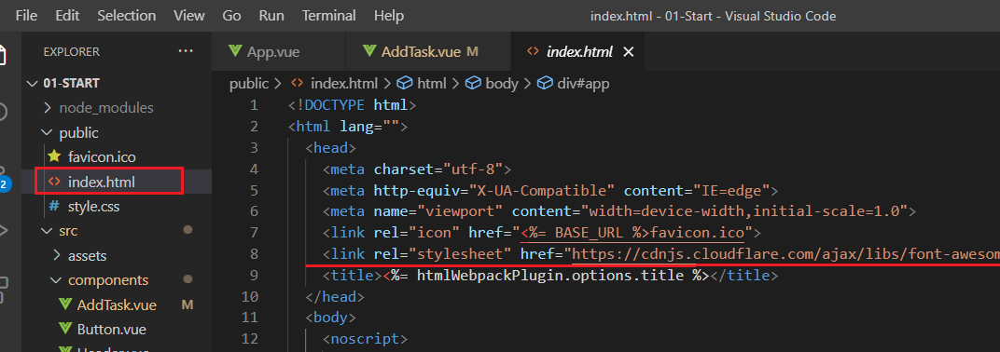 File Edit Selection View Go Run Terminal Help index.html - 01-Start - Visual Studio Code
EXPLORER ···
01-START
node_modules
public
favicon.ico
<> index.html
# style.css
src
assets
components
AddTask.vue M
Button.vue
2
App.vue AddTask.vue M <> index.html ×
public > <> index.html > html > body > div#app
1 <!DOCTYPE html>
2 <html lang="">
3 <head>
4 <meta charset="utf-8">
5 <meta http-equiv="X-UA-Compatible" content="IE=edge">
6 <meta name="viewport" content="width=device-width,initial-scale=1.0">
7 <link rel="icon" href="<%= BASE_URL %>favicon.ico">
8 <link rel="stylesheet" href="https://cdnjs.cloudflare.com/ajax/libs/font-awesom
9 <title><%= htmlWebpackPlugin.options.title %></title>
10 </head>
11 <body>
12 <noscript>